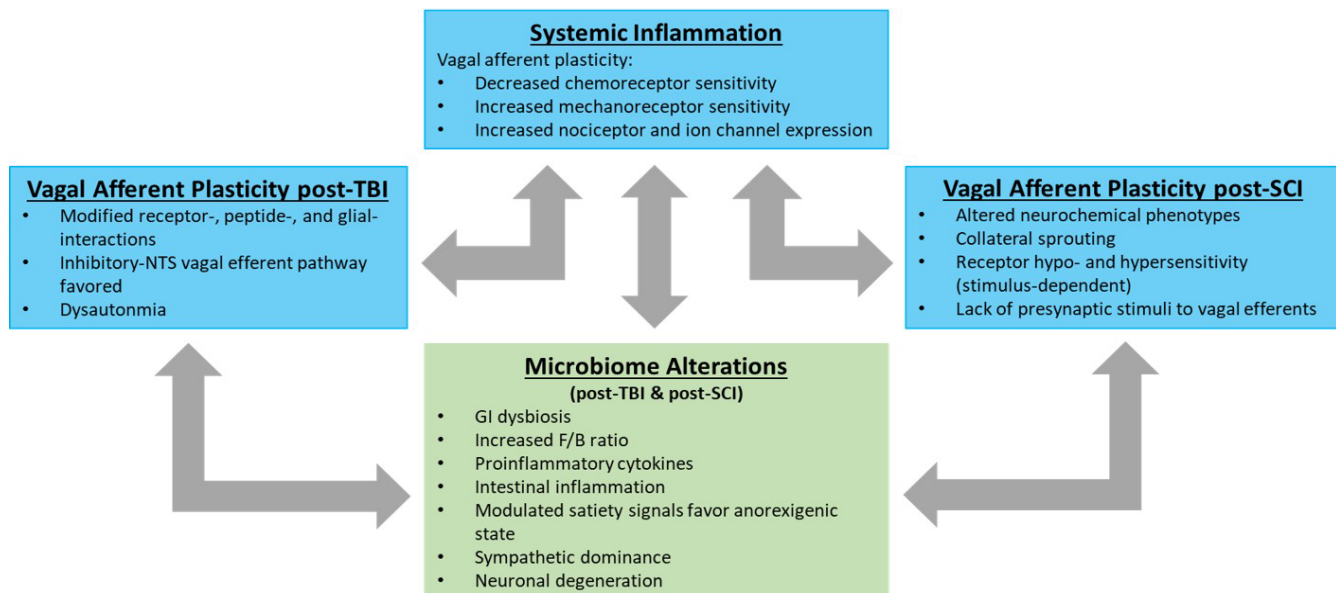 Systemic Inflammation
Vagal afferent plasticity:
• Decreased chemoreceptor sensitivity
• Increased mechanoreceptor sensitivity
• Increased nociceptor and ion channel expression
Vagal Afferent Plasticity post-TBI
• Modified receptor-, peptide-, and glial-
interactions
• Inhibitory-NTS vagal efferent pathway
favored
• Dysautonmia
Vagal Afferent Plasticity post-SCI
• Altered neurochemical phenotypes
• Collateral sprouting
• Receptor hypo- and hypersensitivity
(stimulus-dependent)
• Lack of presynaptic stimuli to vagal efferents
Microbiome Alterations
(post-TBI & post-SCI)
• GI dysbiosis
• Increased F/B ratio
• Proinflammatory cytokines
• Intestinal inflammation
• Modulated satiety signals favor anorexigenic
state
• Sympathetic dominance
• Neuronal degeneration